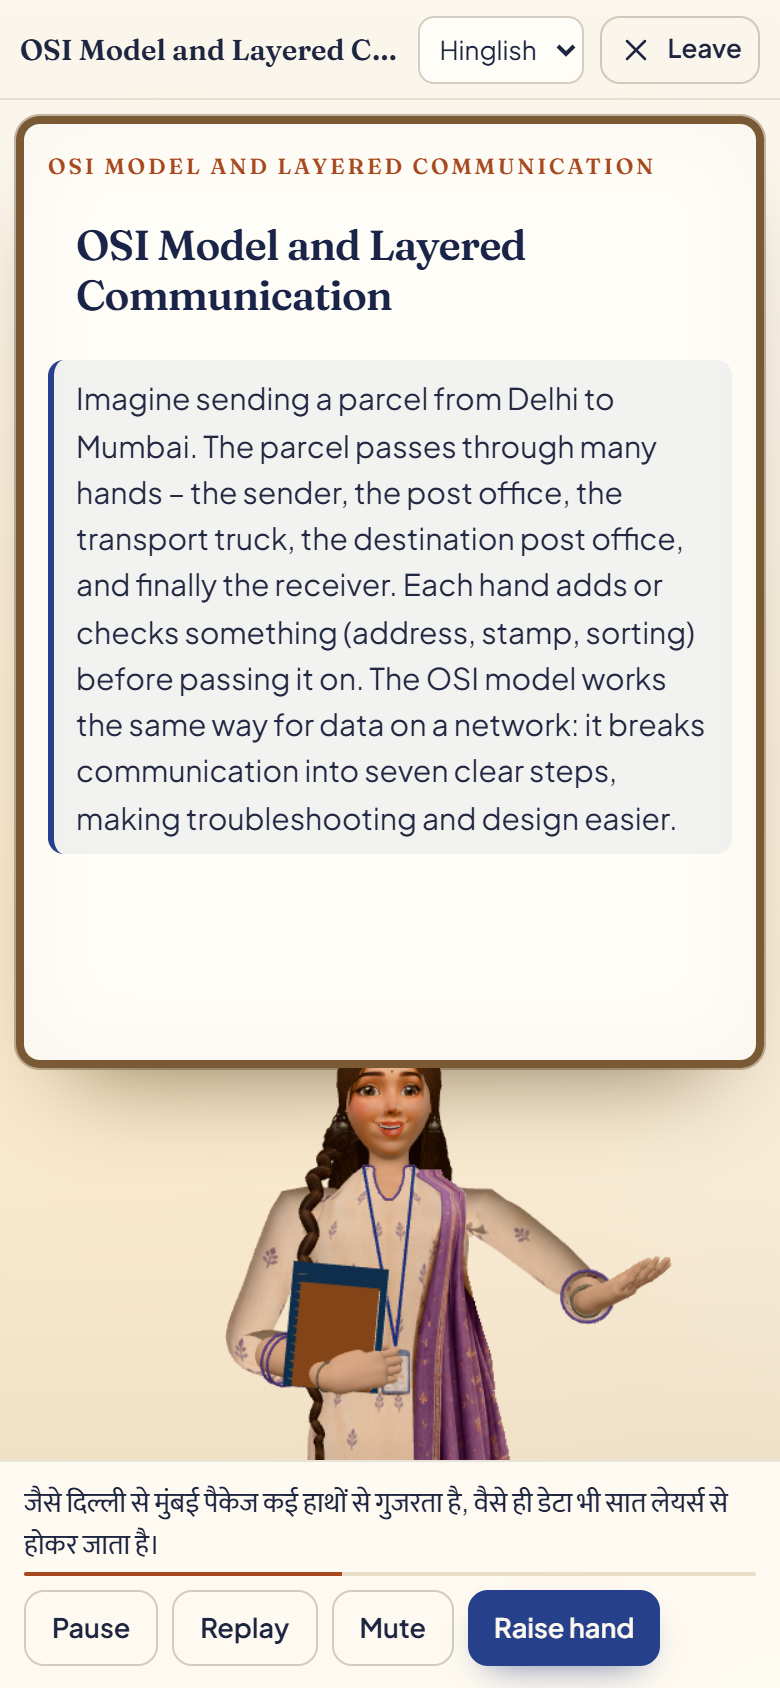 OSI Model and Layered C...
Hinglish
Leave
OSI MODEL AND LAYERED COMMUNICATION
OSI Model and Layered
Communication
Imagine sending a parcel from Delhi to
Mumbai. The parcel passes through many
hands – the sender, the post office, the
transport truck, the destination post office,
and finally the receiver. Each hand adds or
checks something (address, stamp, sorting)
before passing it on. The OSI model works
the same way for data on a network: it breaks
communication into seven clear steps,
making troubleshooting and design easier.
जैसे दिल्ली से मुंबई पैकेज कई हाथों से गुजरता है, वैसे ही डेटा भी सात लेयर्स से
होकर जाता है।
Pause
Replay
Mute
Raise hand